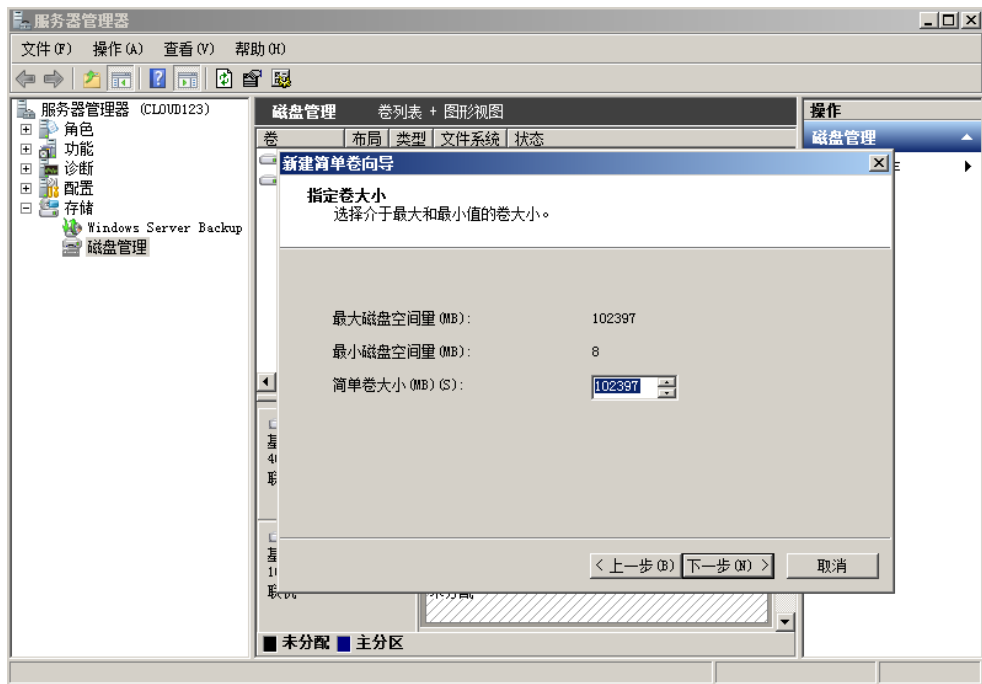 服务器管理器
文件(F) 操作(A) 查看(V) 帮助(H)
服务器管理器 (CLOUD123)
角色
功能
诊断
配置
存储
Windows Server Backup
磁盘管理
磁盘管理 卷列表 + 图形视图
卷 布局 类型 文件系统 状态
操作
磁盘管理
新建简单卷向导
指定卷大小
选择介于最大和最小值的卷大小。
最大磁盘空间量(MB): 102397
最小磁盘空间量(MB): 8
简单卷大小(MB)(S): 102397
< 上一步(B) 下一步(N) > 取消
未分配 主分区